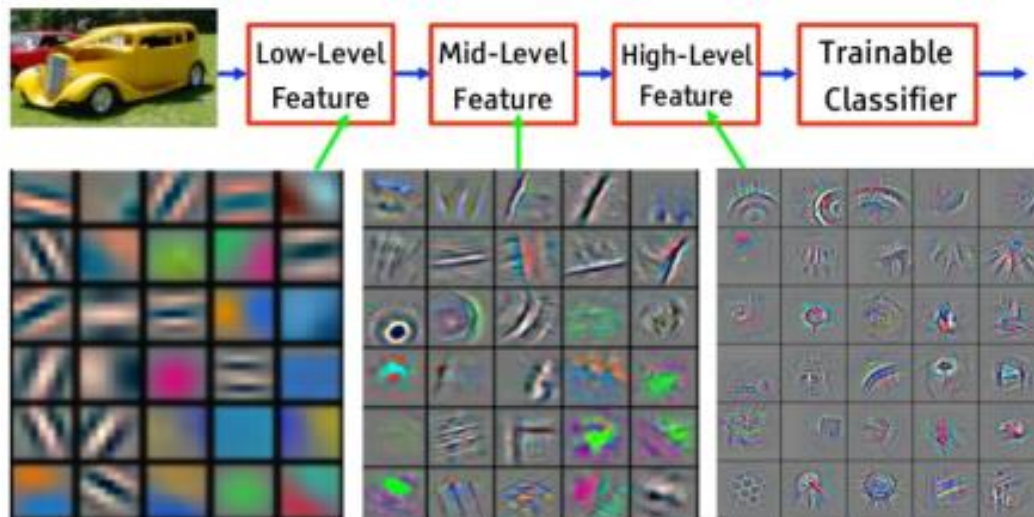 Low-Level
Feature
Mid-Level
Feature
High-Level
Feature
Trainable
Classifier